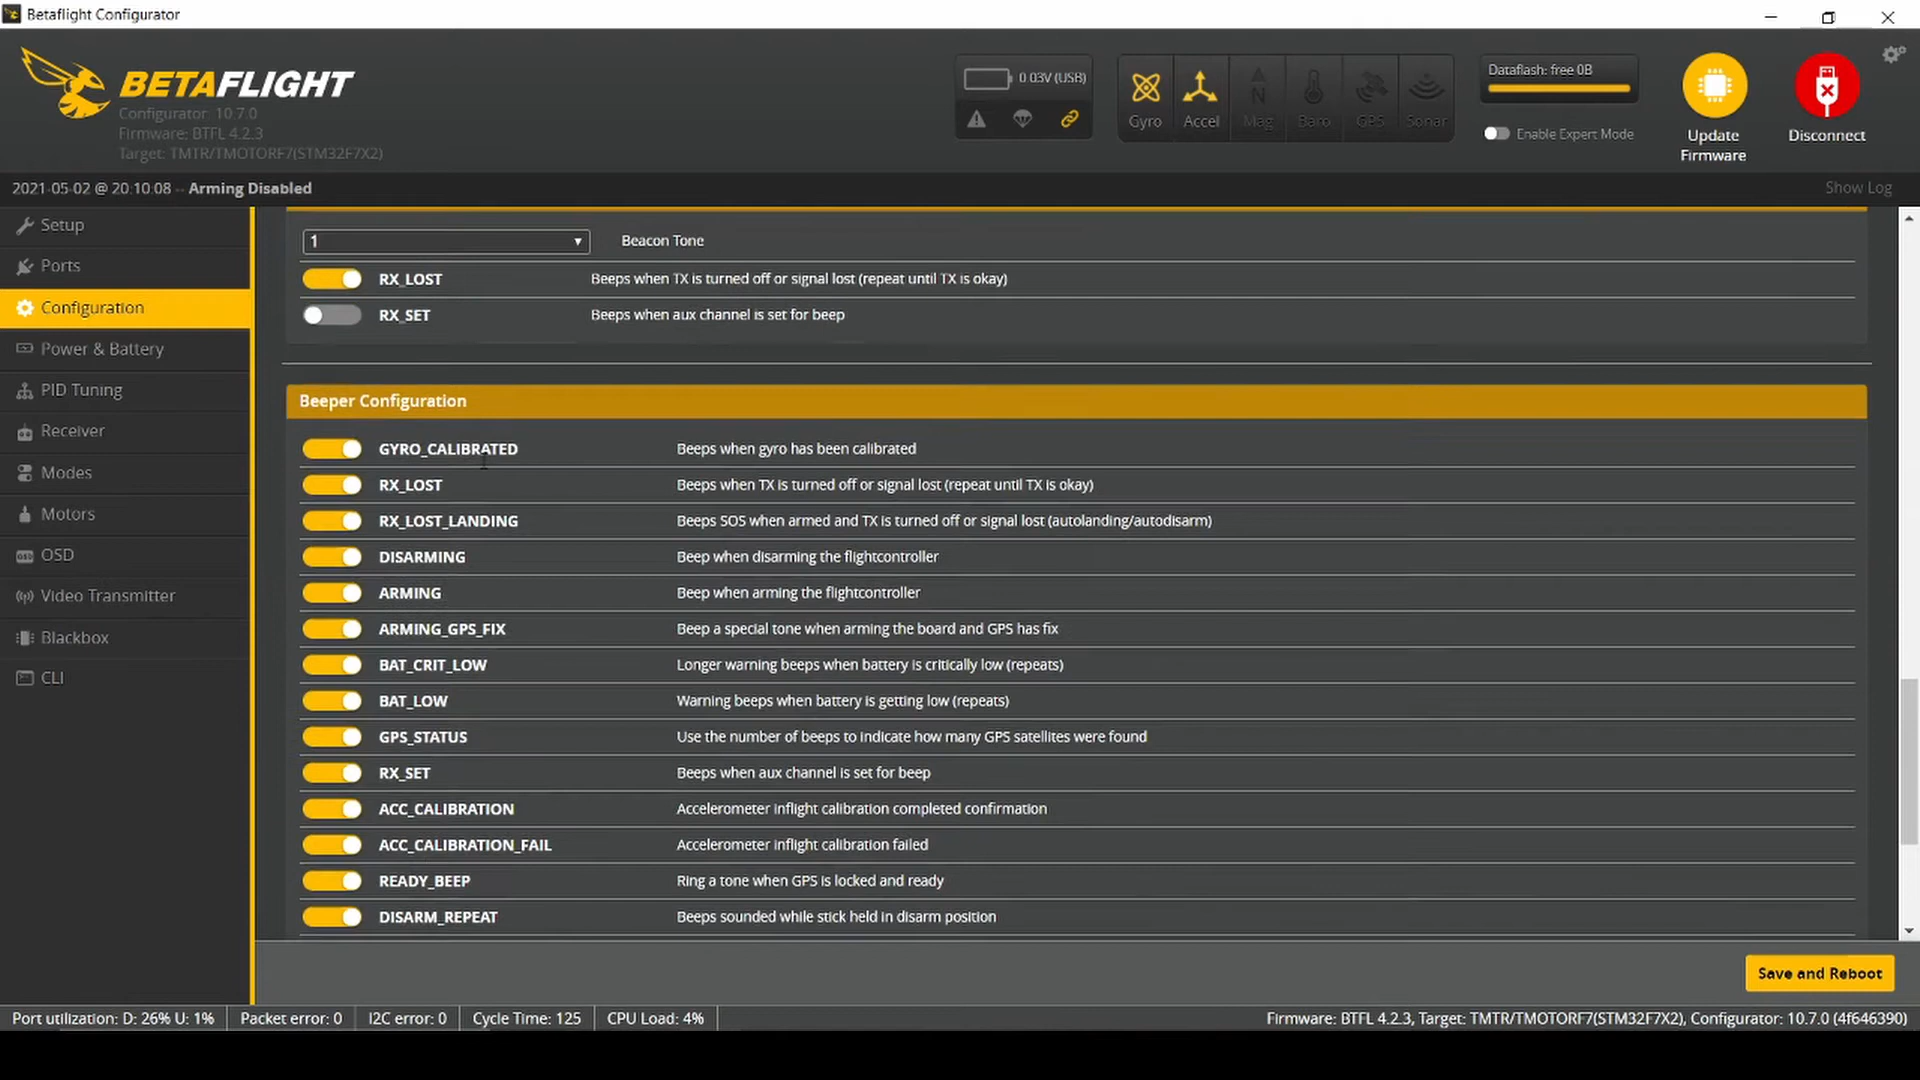 Betaflight Configurator
BETAFLIGHT
Configurator: 10.7.0
Firmware: BTFL 4.2.3
Target: TMTR/TMOTORF7(STM32F7X2)
0.03V (USB)
Gyro
Accel
Mag
Baro
GPS
Sonar
Dataflash: free 0B
Enable Expert Mode
Update
Firmware
Disconnect
2021-05-02 @ 20:10:08 -- Arming Disabled
Show Log
Setup
Ports
Configuration
Power & Battery
PID Tuning
Receiver
Modes
Motors
OSD
Video Transmitter
Blackbox
CLI
1 Beacon Tone
RX_LOST Beeps when TX is turned off or signal lost (repeat until TX is okay)
RX_SET Beeps when aux channel is set for beep
Beeper Configuration
GYRO_CALIBRATED Beeps when gyro has been calibrated
RX_LOST Beeps when TX is turned off or signal lost (repeat until TX is okay)
RX_LOST_LANDING Beeps SOS when armed and TX is turned off or signal lost (autolanding/autodisarm)
DISARMING Beep when disarming the flightcontroller
ARMING Beep when arming the flightcontroller
ARMING_GPS_FIX Beep a special tone when arming the board and GPS has fix
BAT_CRIT_LOW Longer warning beeps when battery is critically low (repeats)
BAT_LOW Warning beeps when battery is getting low (repeats)
GPS_STATUS Use the number of beeps to indicate how many GPS satellites were found
RX_SET Beeps when aux channel is set for beep
ACC_CALIBRATION Accelerometer inflight calibration completed confirmation
ACC_CALIBRATION_FAIL Accelerometer inflight calibration failed
READY_BEEP Ring a tone when GPS is locked and ready
DISARM_REPEAT Beeps sounded while stick held in disarm position
Save and Reboot
Port utilization: D: 26% U: 1% Packet error: 0 I2C error: 0 Cycle Time: 125 CPU Load: 4% Firmware: BTFL 4.2.3, Target: TMTR/TMOTORF7(STM32F7X2), Configurator: 10.7.0 (4f646390)